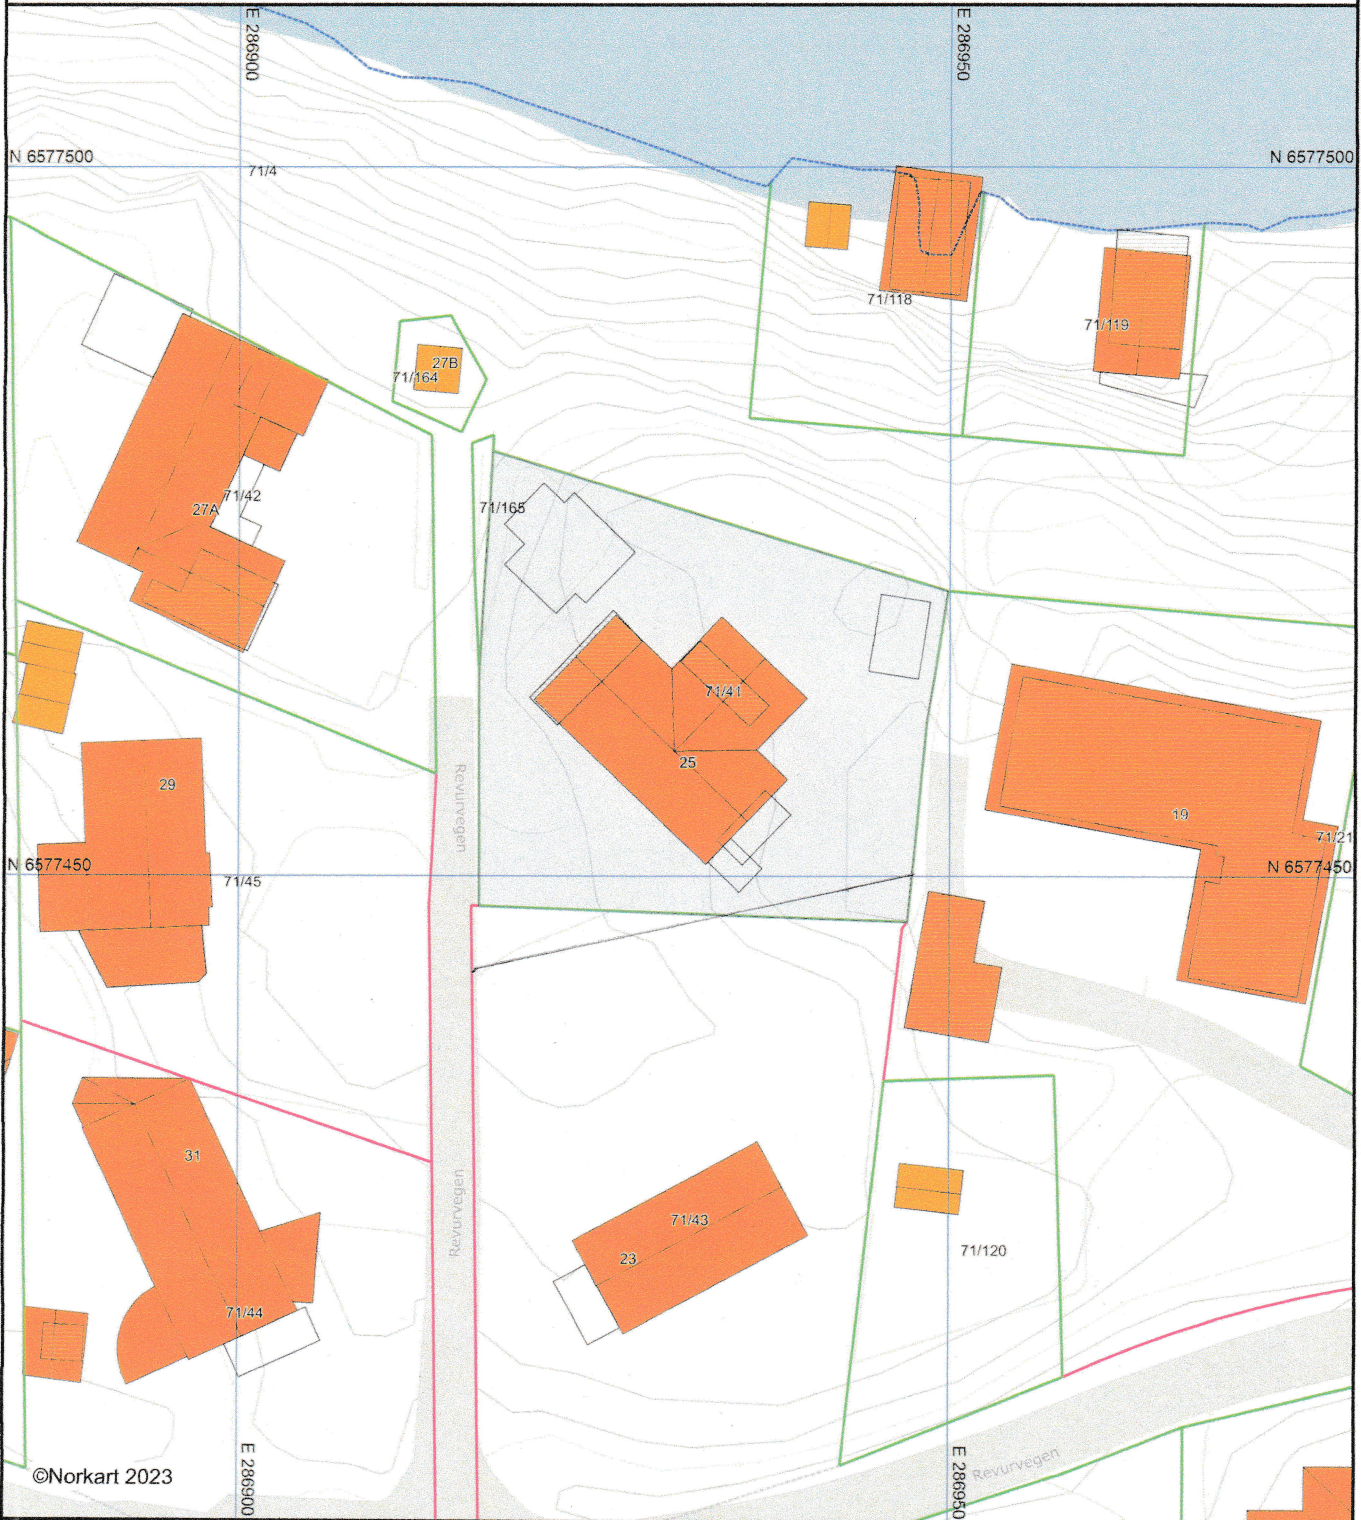 E 286900
E 286950
N 6577500
N 6577500
71/4
71/118
71/119
27B
71/164
71/42
27A
71/165
71/41
25
29
Revurvegen
19
71/21
N 6577450
N 6577450
71/45
31
Revurvegen
71/43
23
71/120
71/44
E 286900
E 286950
Revurvegen
©Norkart 2023